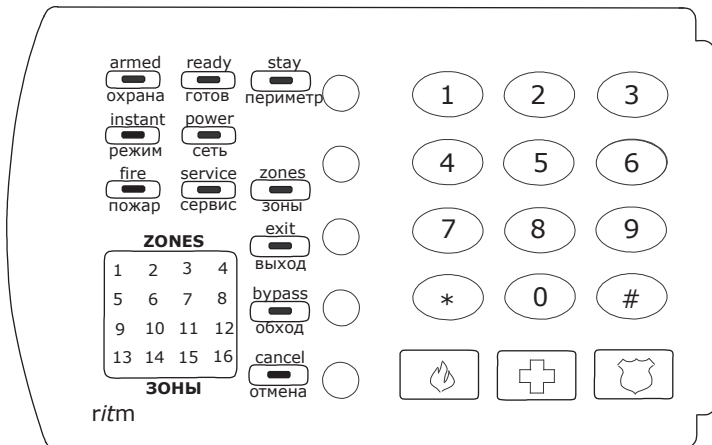 armed ready stay
охрана готов периметр
instant power
режим сеть
fire service zones
пожар сервис зоны
exit
выход
bypass
обход
cancel
отмена
ZONES
1 2 3 4
5 6 7 8
9 10 11 12
13 14 15 16
ЗОНЫ
ritm
1 2 3
4 5 6
7 8 9
* 0 #